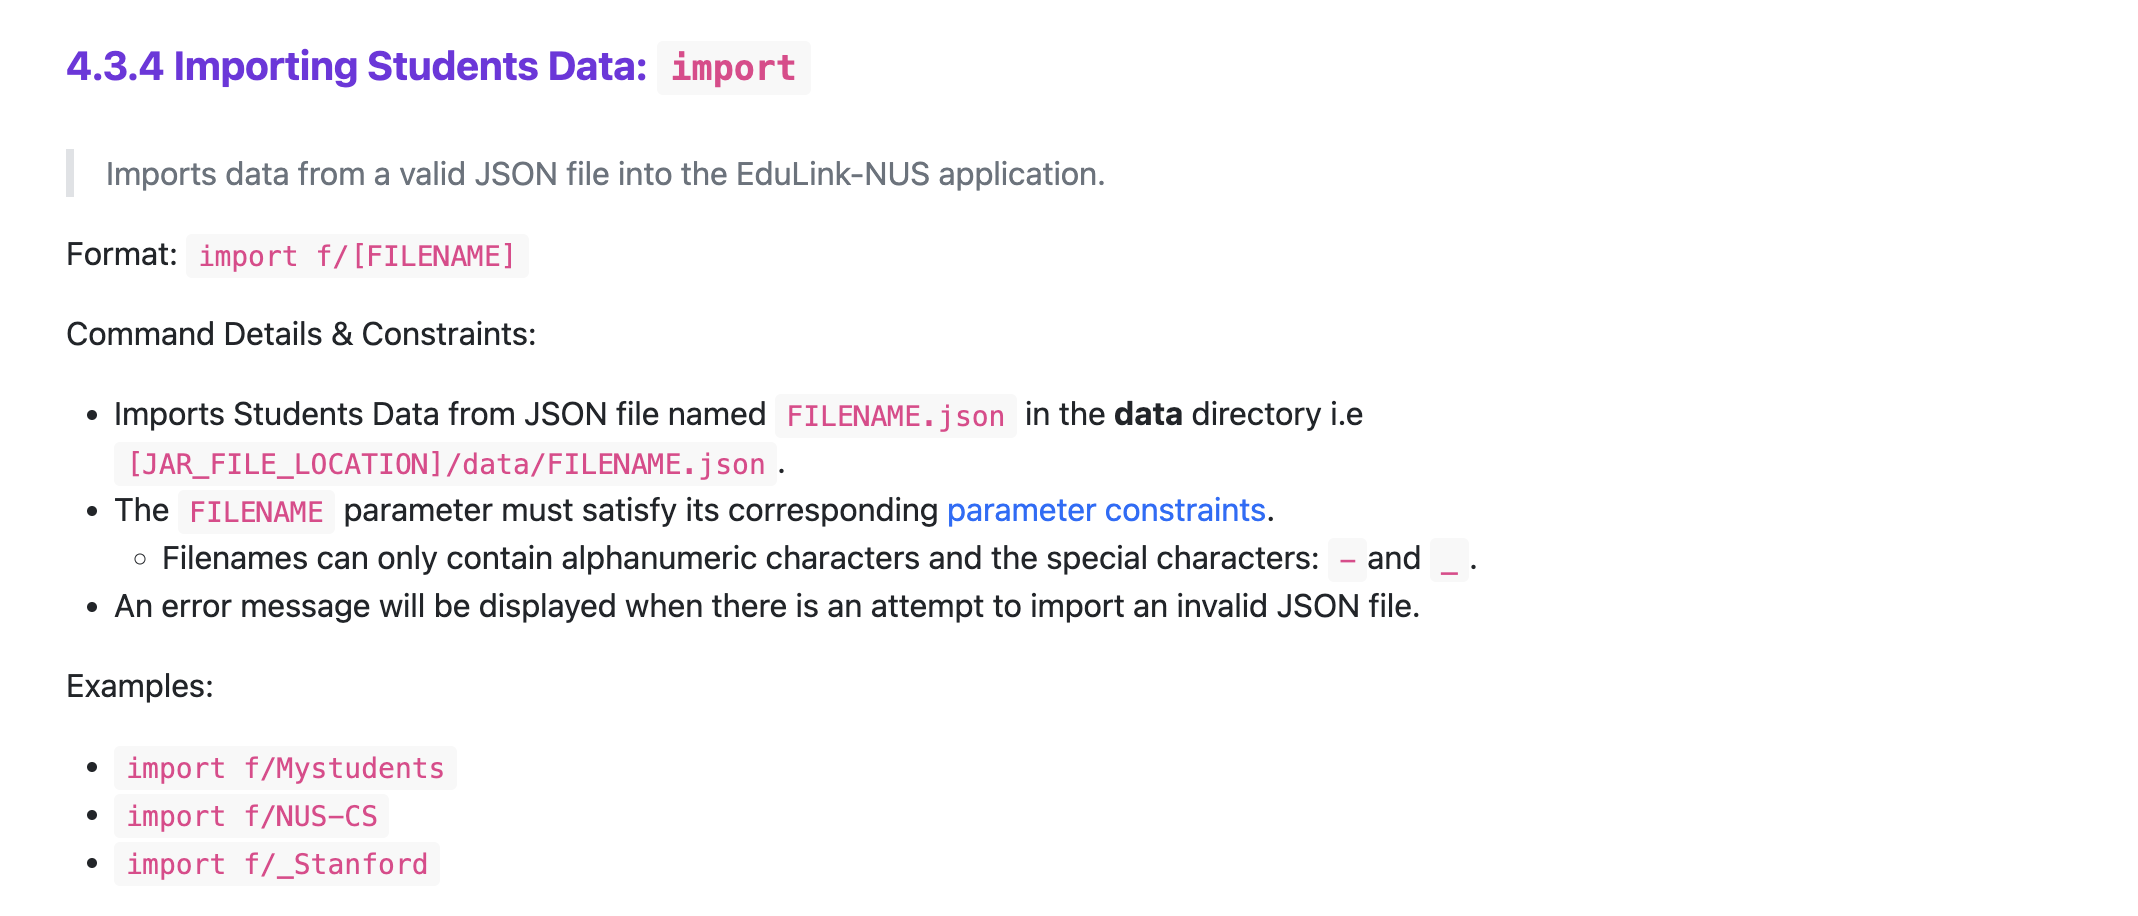 4.3.4 Importing Students Data: import
Imports data from a valid JSON file into the EduLink-NUS application.
Format: import f/[FILENAME]
Command Details & Constraints:
• Imports Students Data from JSON file named FILENAME.json in the data directory i.e
[JAR_FILE_LOCATION]/data/FILENAME.json.
• The FILENAME parameter must satisfy its corresponding parameter constraints.
◦ Filenames can only contain alphanumeric characters and the special characters: - and _.
• An error message will be displayed when there is an attempt to import an invalid JSON file.
Examples:
• import f/Mystudents
• import f/NUS-CS
• import f/_Stanford